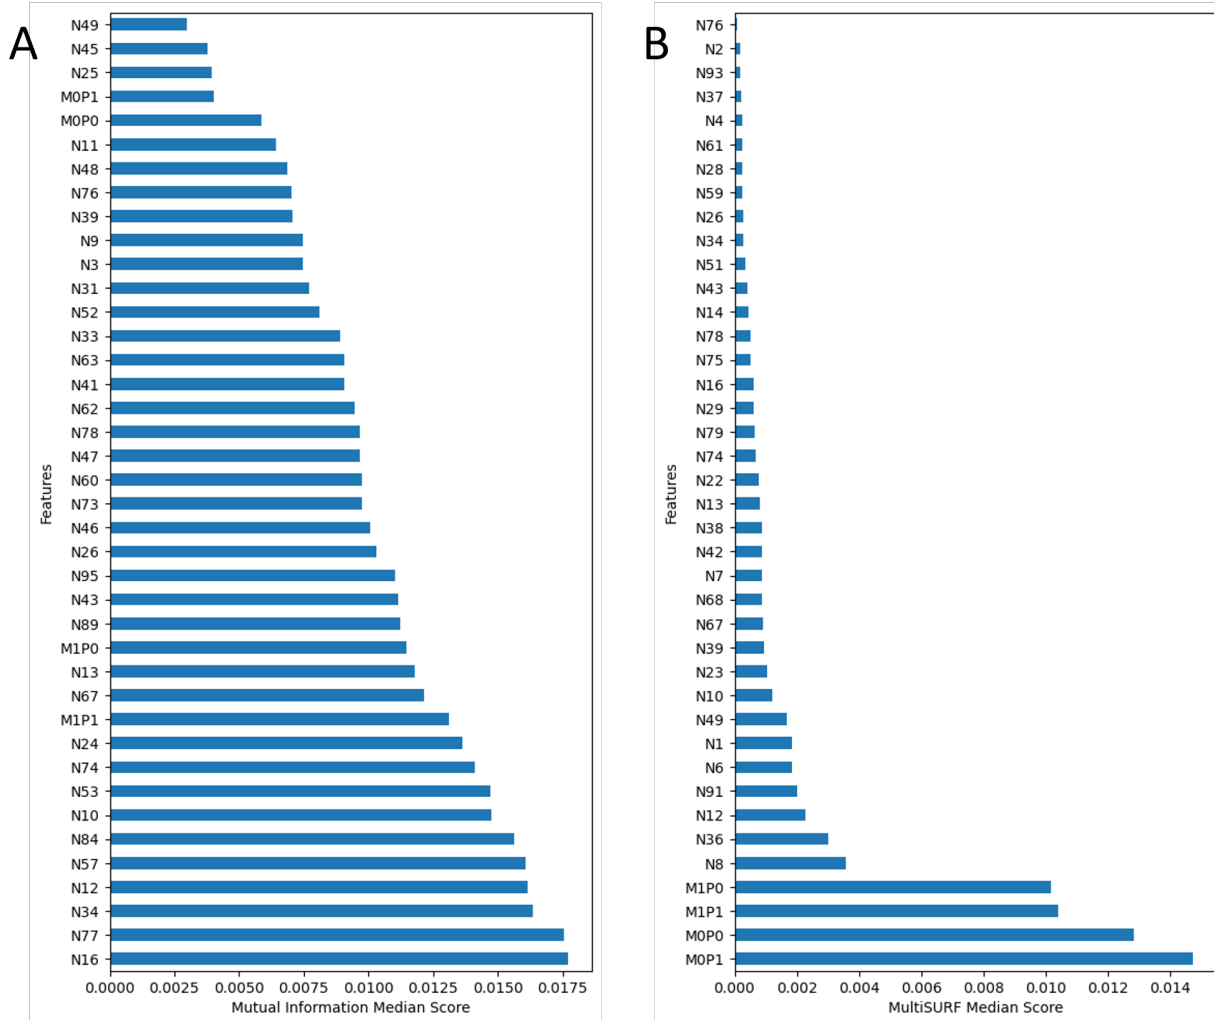 A
N49
N45
N25
M0P1
M0P0
N11
N48
N76
N39
N9
N3
N31
N52
N33
N63
N41
N62
N78
N47
N60
N73
N46
N26
N95
N43
N89
M1P0
N13
N67
M1P1
N24
N74
N53
N10
N84
N57
N12
N34
N77
N16
Features
0.0000 0.0025 0.0050 0.0075 0.0100 0.0125 0.0150 0.0175
Mutual Information Median Score
B
N76
N2
N93
N37
N4
N61
N28
N59
N26
N34
N51
N43
N14
N78
N75
N16
N29
N79
N74
N22
N13
N38
N42
N7
N68
N67
N39
N23
N10
N49
N1
N6
N91
N12
N36
N8
M1P0
M1P1
M0P0
M0P1
Features
0.000 0.002 0.004 0.006 0.008 0.010 0.012 0.014
MultiSURF Median Score